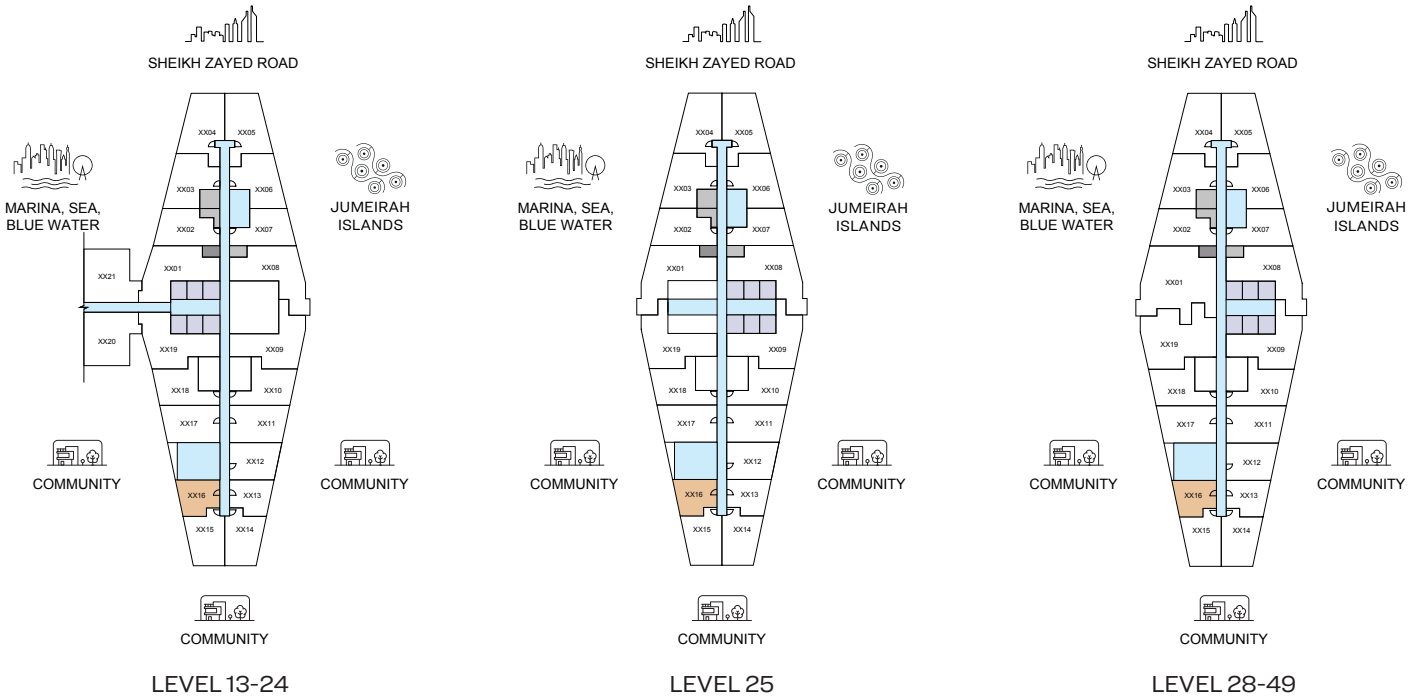 SHEIKH ZAYED ROAD
MARINA, SEA,
BLUE WATER
JUMEIRAH
ISLANDS
XX04
XX05
XX03
XX06
XX02
XX07
XX21
XX01
XX08
XX20
XX19
XX09
XX18
XX10
XX17
XX11
XX12
XX16
XX13
XX15
XX14
COMMUNITY
COMMUNITY
COMMUNITY
LEVEL 13-24
SHEIKH ZAYED ROAD
MARINA, SEA,
BLUE WATER
JUMEIRAH
ISLANDS
XX04
XX05
XX03
XX06
XX02
XX07
XX01
XX08
XX19
XX09
XX18
XX10
XX17
XX11
XX12
XX16
XX13
XX15
XX14
COMMUNITY
COMMUNITY
COMMUNITY
LEVEL 25
SHEIKH ZAYED ROAD
MARINA, SEA,
BLUE WATER
JUMEIRAH
ISLANDS
XX04
XX05
XX03
XX06
XX02
XX07
XX01
XX08
XX19
XX09
XX18
XX10
XX17
XX11
XX12
XX16
XX13
XX15
XX14
COMMUNITY
COMMUNITY
COMMUNITY
LEVEL 28-49